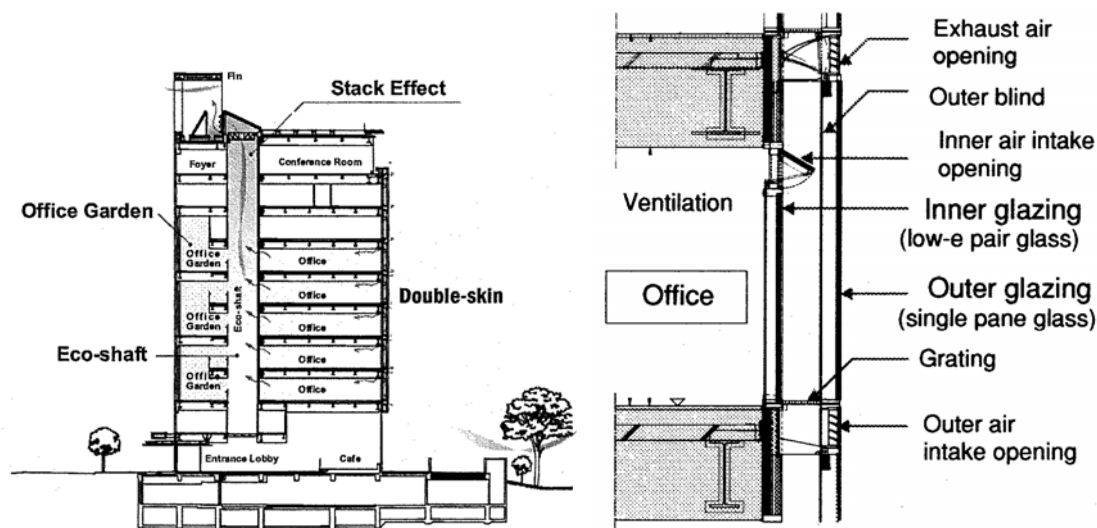 Fin
Stack Effect
Foyer
Conference Room
Office Garden
Office
Garden
Office
Office
Office
Garden
Office
Double-skin
Eco-shaft
Office
Eco-shaft
Office
Office
Garden
Office
Entrance Lobby
Cafe
Exhaust air
opening
Outer blind
Inner air intake
opening
Ventilation
Inner glazing
(low-e pair glass)
Office
Outer glazing
(single pane glass)
Grating
Outer air
intake opening